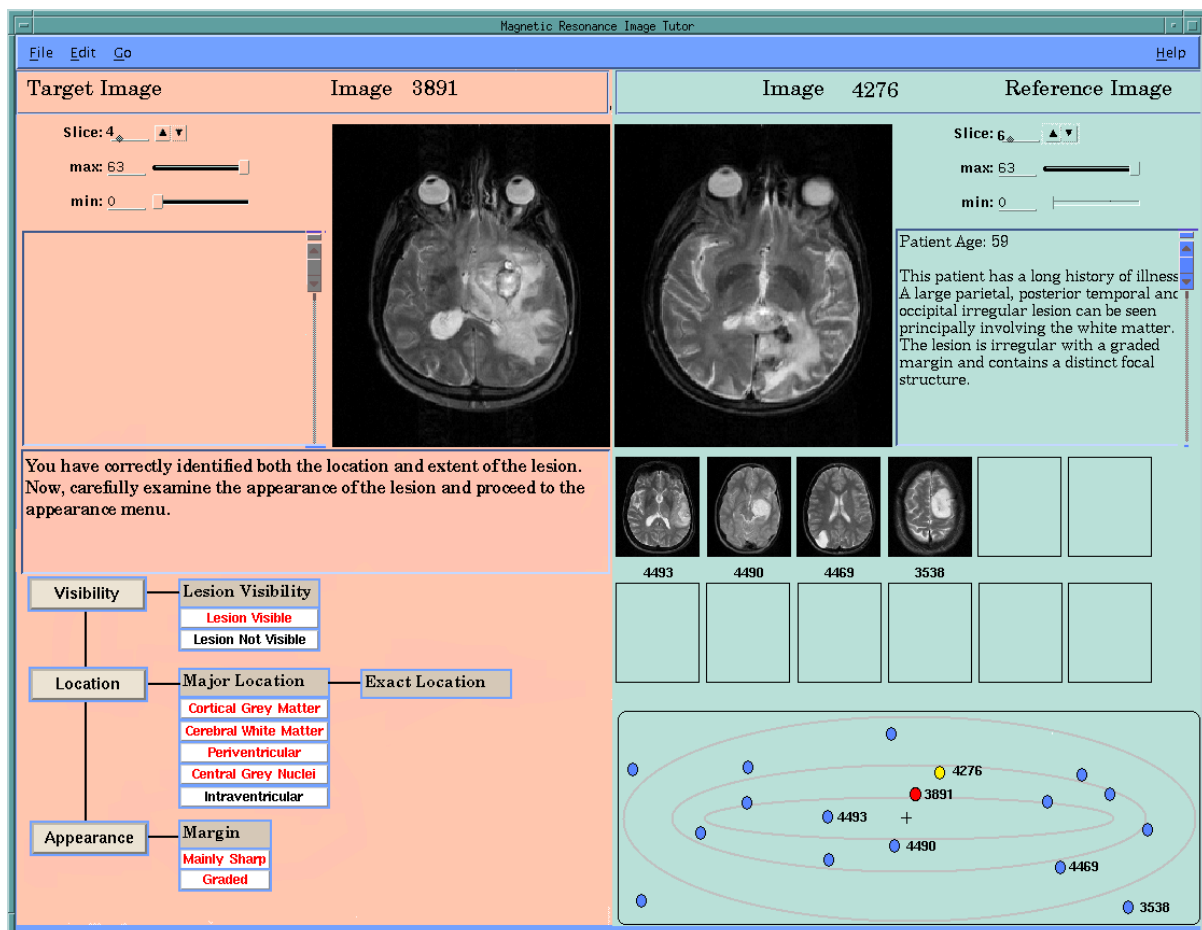 Magnetic Resonance Image Tutor
File Edit Go Help
Target Image Image 3891
Image 4276 Reference Image
Slice: 4
max: 63
min: 0
Slice: 6
max: 63
min: 0
Patient Age: 59
This patient has a long history of illness
A large parietal, posterior temporal and
occipital irregular lesion can be seen
principally involving the white matter.
The lesion is irregular with a graded
margin and contains a distinct focal
structure.
You have correctly identified both the location and extent of the lesion.
Now, carefully examine the appearance of the lesion and proceed to the
appearance menu.
4493 4490 4469 3538
Visibility
Lesion Visibility
Lesion Visible
Lesion Not Visible
Location
Major Location
Exact Location
Cortical Grey Matter
Cerebral White Matter
Periventricular
Central Grey Nuclei
Intraventricular
Appearance
Margin
Mainly Sharp
Graded
4276
3891
4493
4490
4469
3538